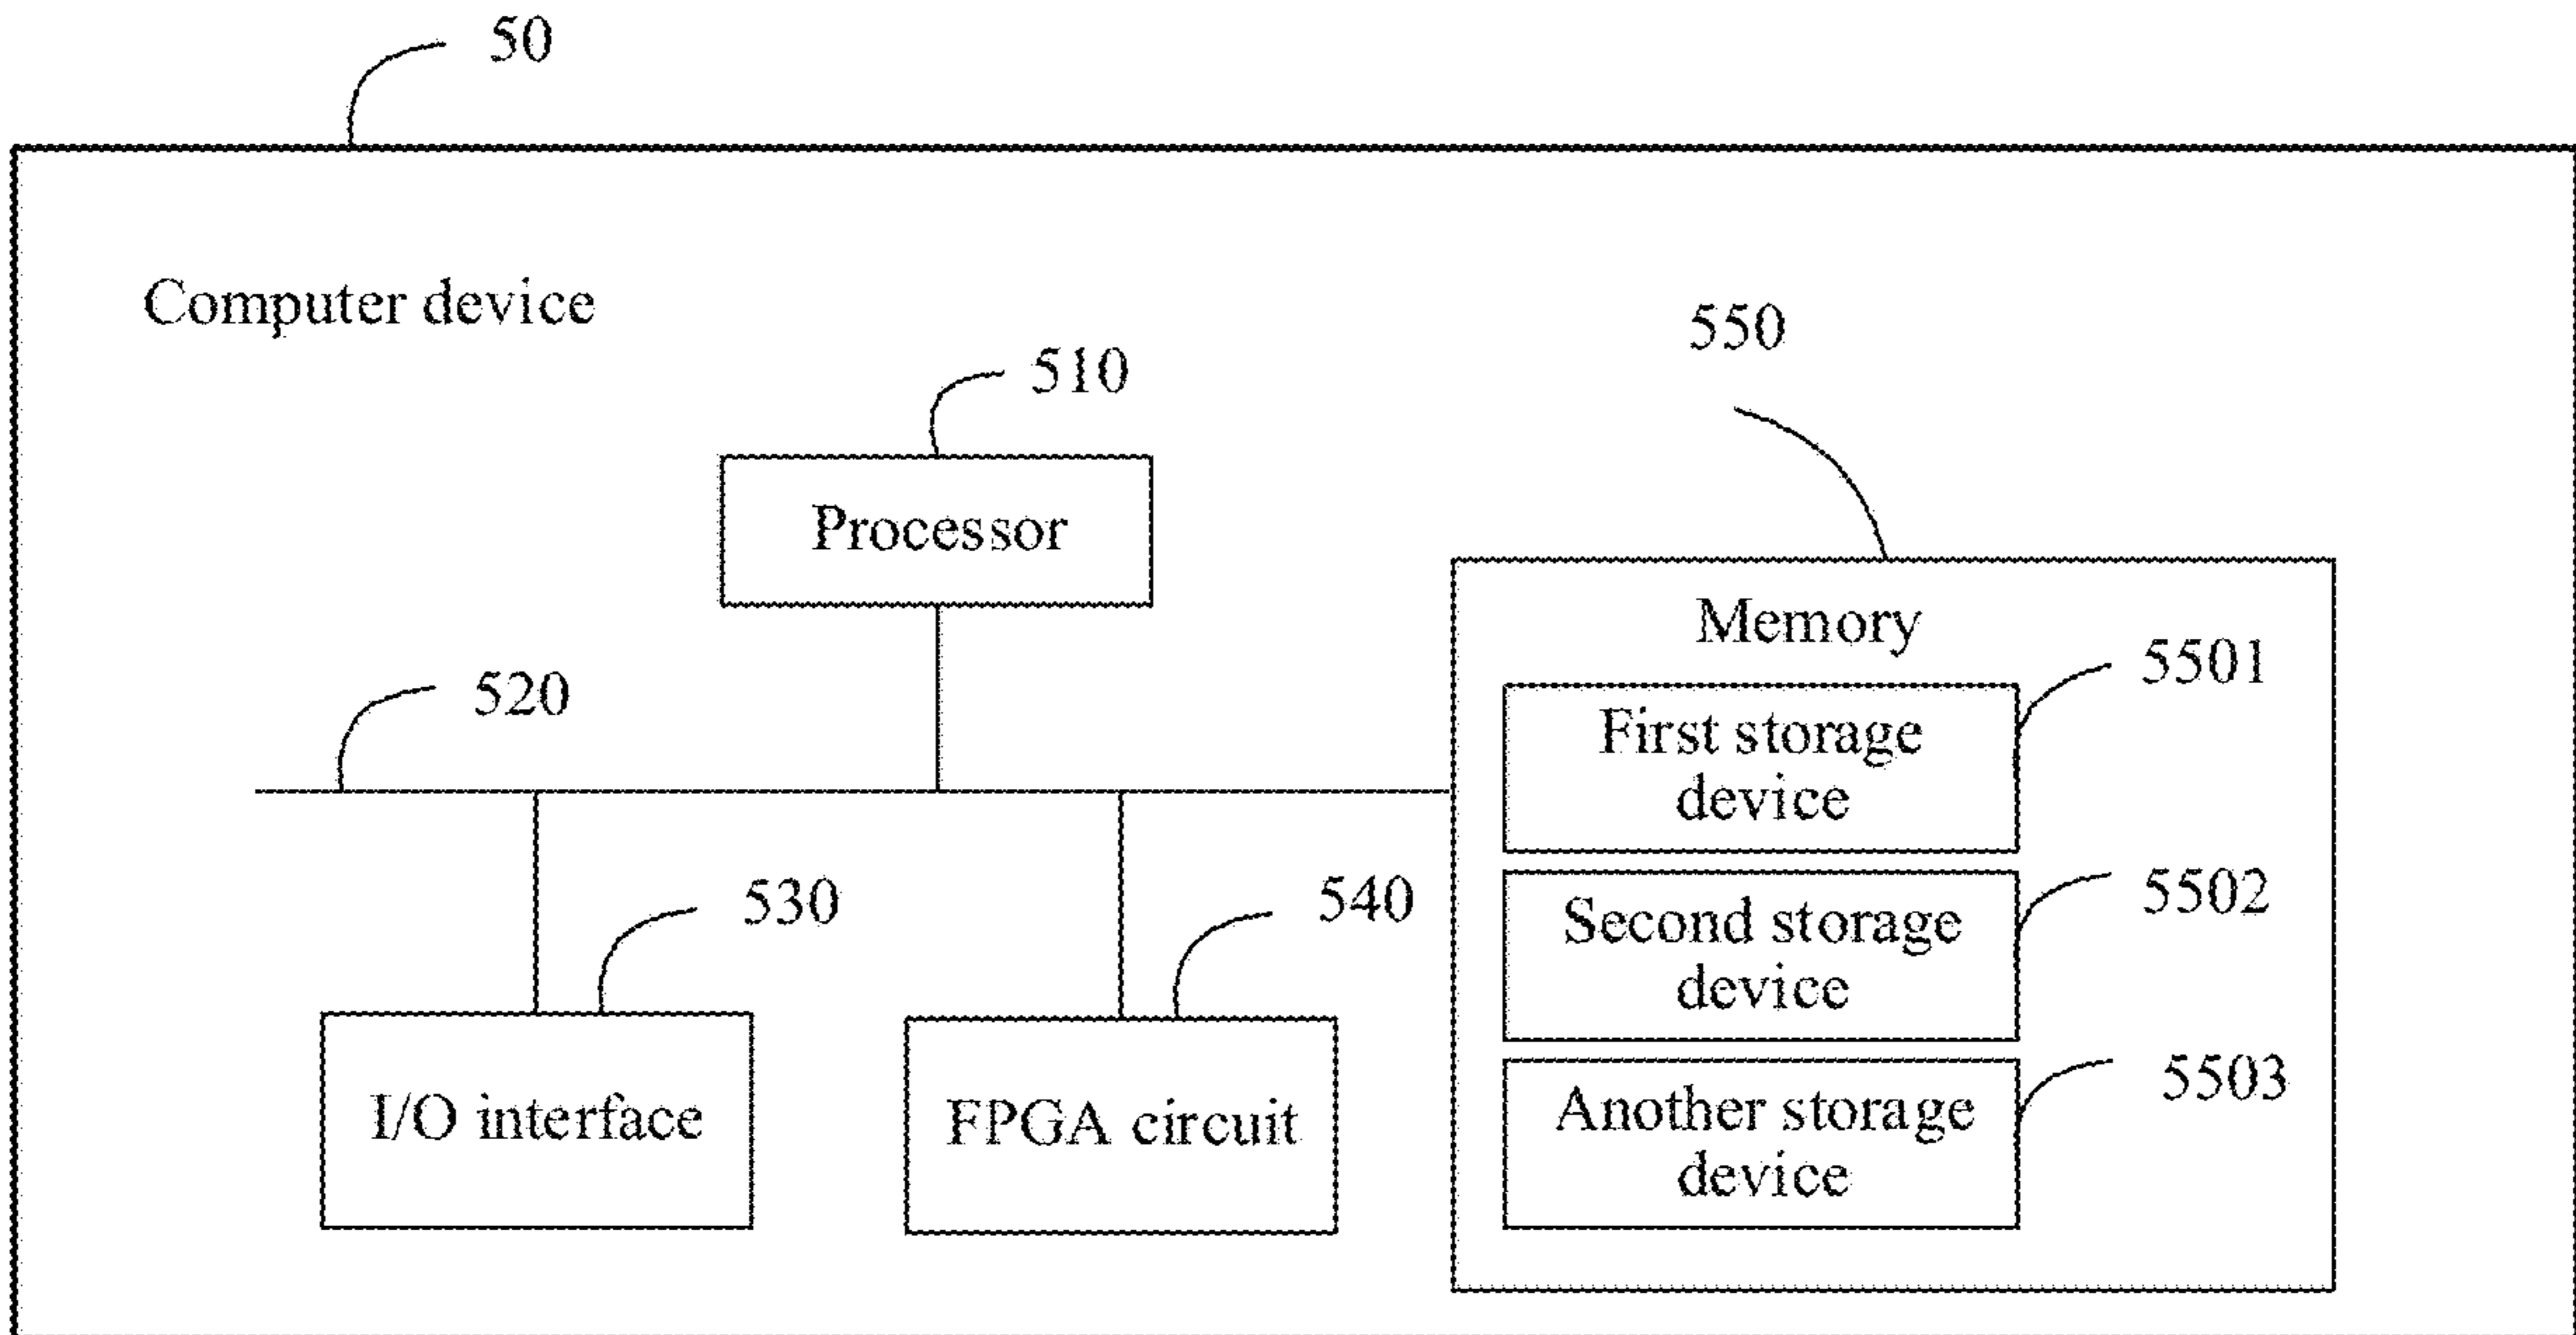 50
Computer device
550
510
Processor
Memory
5501
520
First storage
device
530
540
5502
Second storage
device
5503
I/O interface
FPGA circuit
Another storage
device